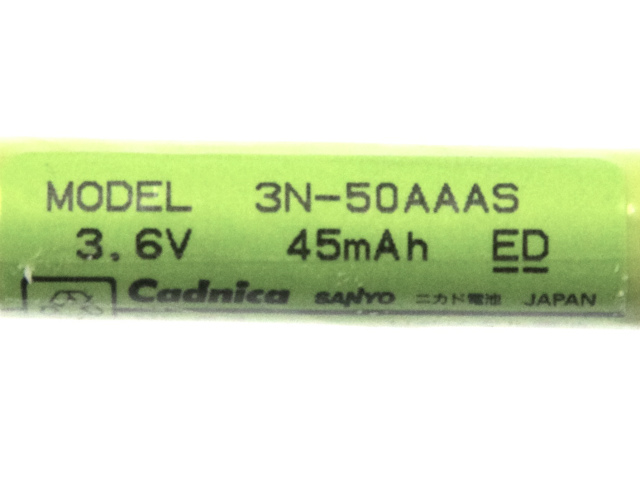 MODEL 3N-50AAAS
3.6V 45mAh ED
Cadnica SANYO ニカド電池 JAPAN